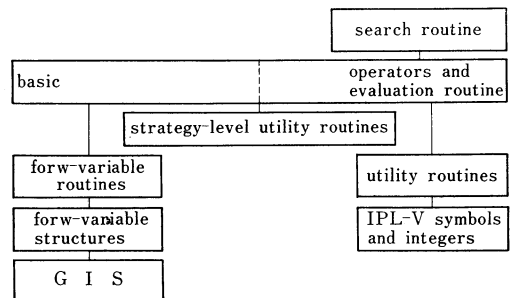 search routine
basic
operators and
evaluation routine
strategy-level utility routines
forw-variable
routines
utility routines
forw-variable
structures
IPL-V symbols
and integers
G I S